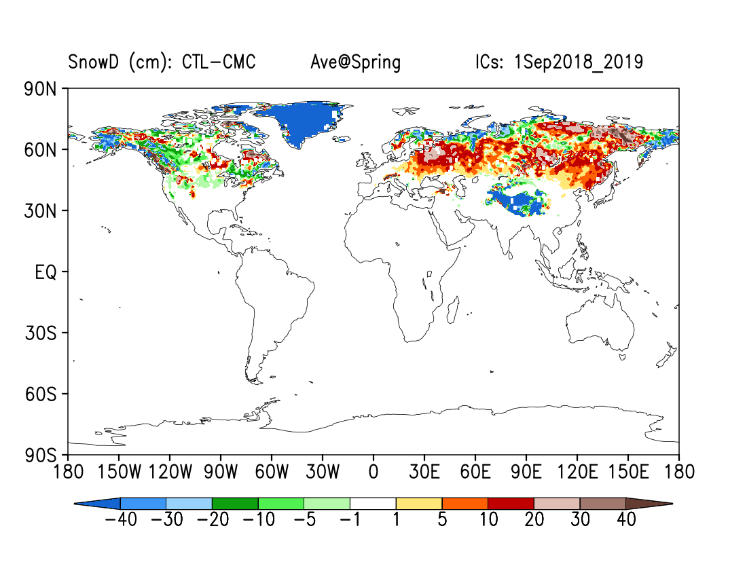 SnowD (cm): CTL-CMC Ave@Spring ICs: 1Sep2018_2019
90N
60N
30N
EQ
30S
60S
90S
180 150W 120W 90W 60W 30W 0 30E 60E 90E 120E 150E 180
-40 -30 -20 -10 -5 -1 1 5 10 20 30 40